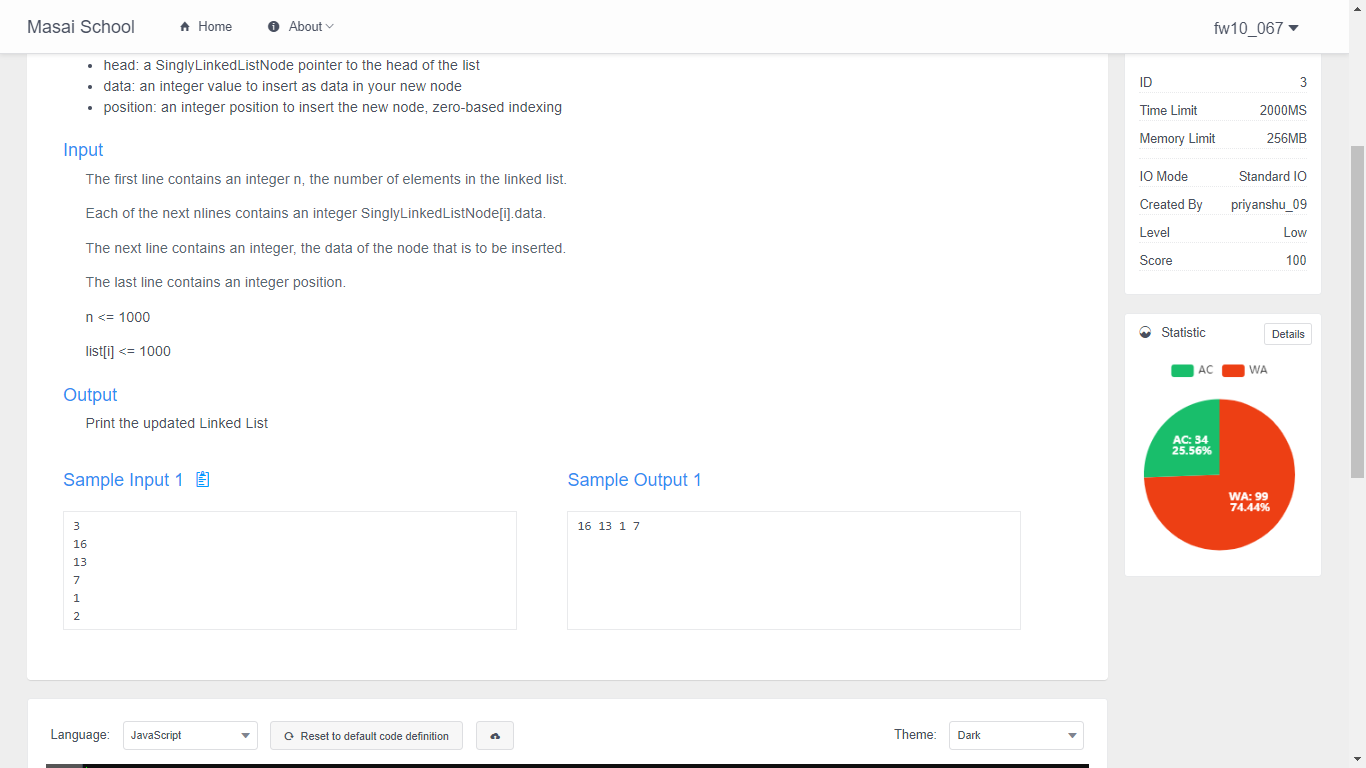 Masai School
Home
About
fw10_067
head: a SinglyLinkedListNode pointer to the head of the list
data: an integer value to insert as data in your new node
position: an integer position to insert the new node, zero-based indexing
Input
The first line contains an integer n, the number of elements in the linked list.
Each of the next nlines contains an integer SinglyLinkedListNode[i].data.
The next line contains an integer, the data of the node that is to be inserted.
The last line contains an integer position.
n <= 1000
list[i] <= 1000
Output
Print the updated Linked List
Sample Input 1
3
16
13
7
1
2
Sample Output 1
16 13 1 7
ID 3
Time Limit 2000MS
Memory Limit 256MB
IO Mode Standard IO
Created By priyanshu_09
Level Low
Score 100
Statistic
Details
AC WA
AC: 34
25.56%
WA: 99
74.44%
Language: JavaScript
Reset to default code definition
Theme: Dark